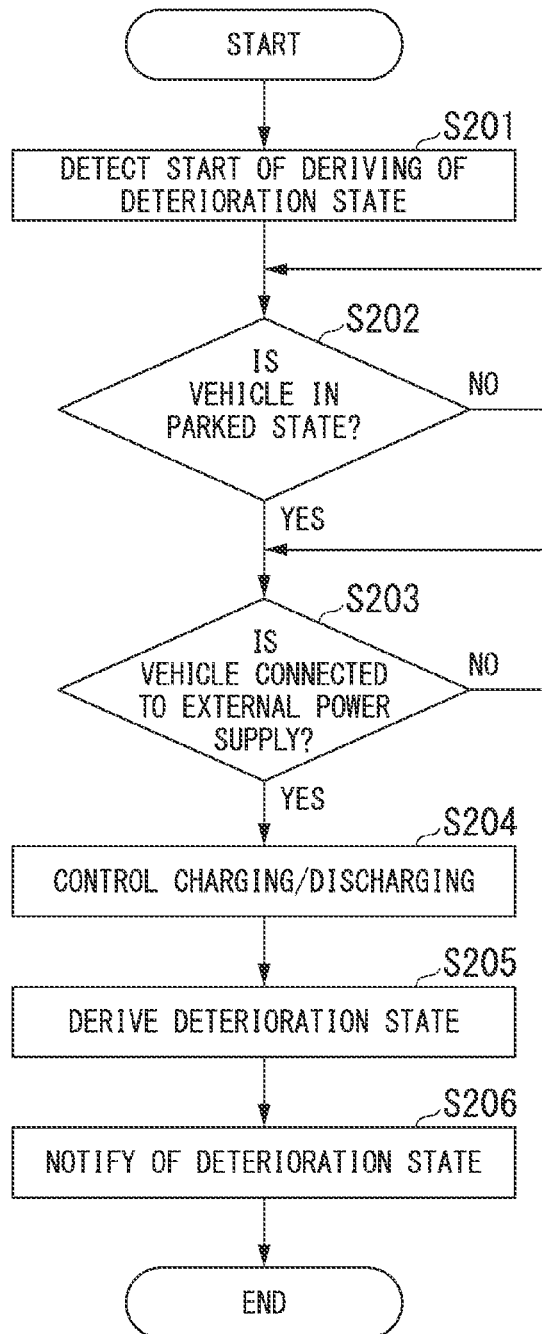 START
S201
DETECT START OF DERIVING OF
DETERIORATION STATE
S202
IS
VEHICLE IN
PARKED STATE?
NO
YES
S203
IS
VEHICLE CONNECTED
TO EXTERNAL POWER
SUPPLY?
NO
YES
S204
CONTROL CHARGING/DISCHARGING
S205
DERIVE DETERIORATION STATE
S206
NOTIFY OF DETERIORATION STATE
END